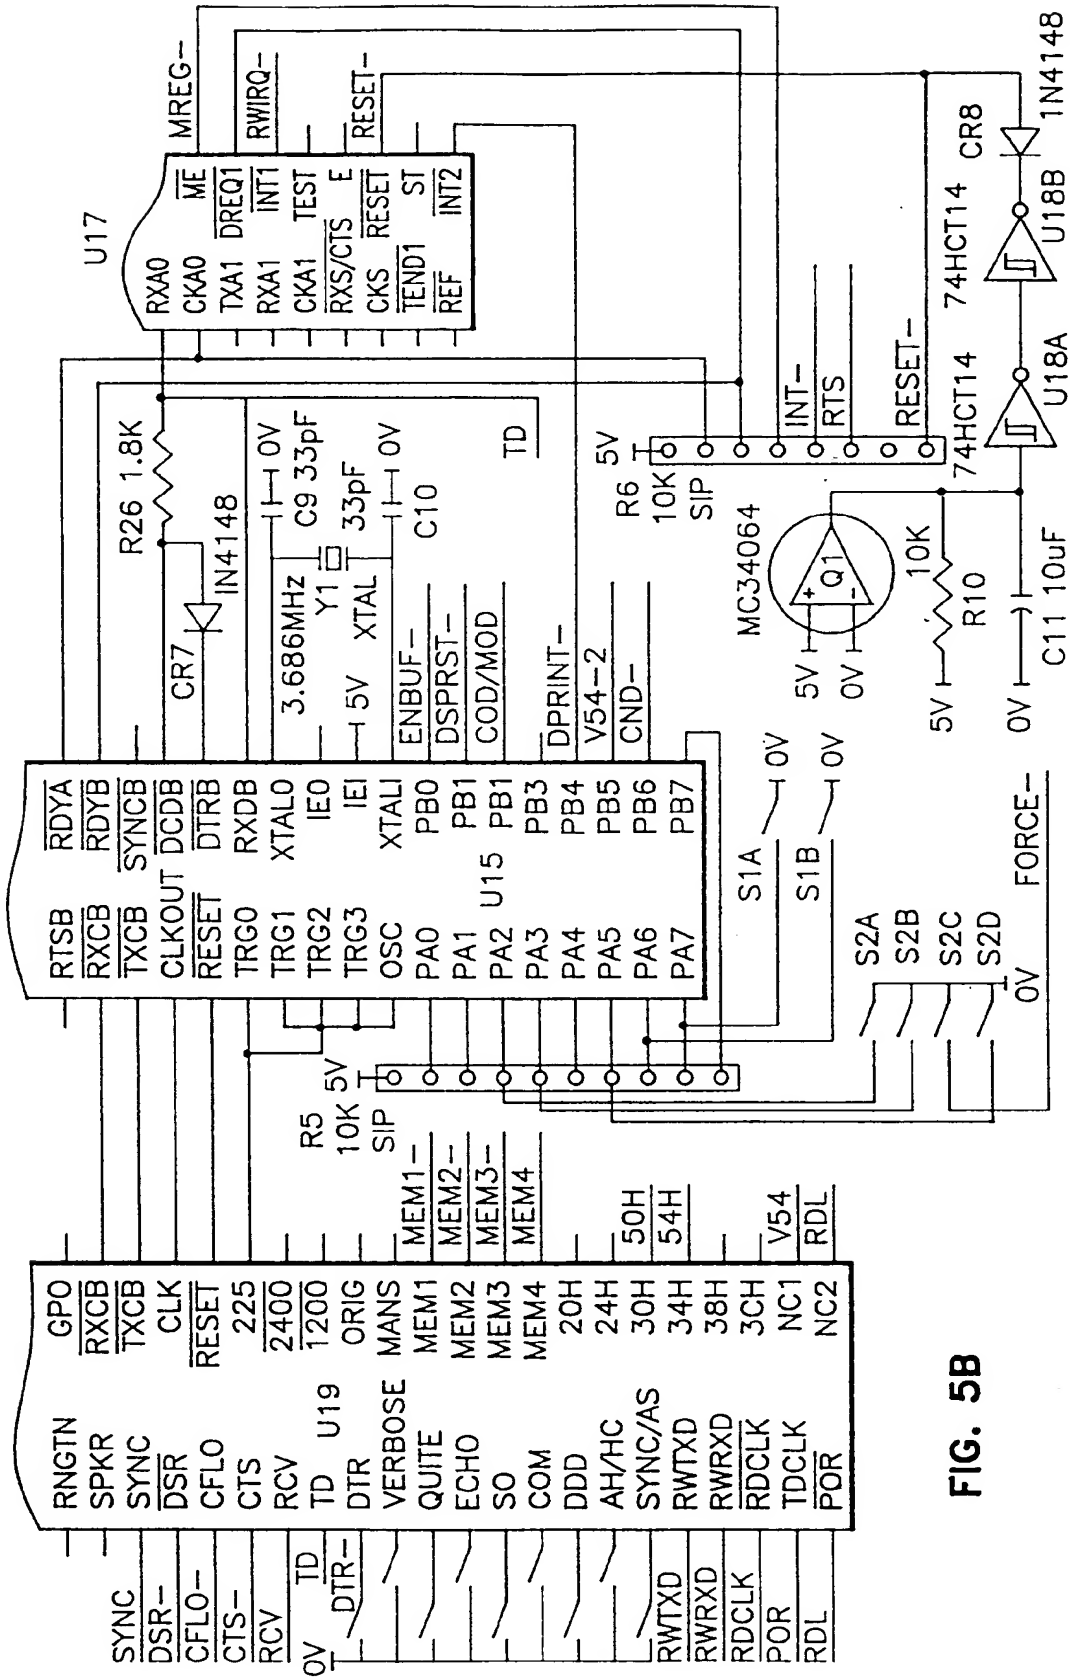 U17
RXA0
CKA0
TXA1
RXA1
CKA1
RXS/CTS
CKS
TEND1
REF
ME
DREQ1
INT1
TEST
E
RESET
ST
INT2
MREG-
RWIRQ-
RESET-
R26 1.8K
CR7
1N4148
0V
C9 33pF
3.686MHz
Y1
XTAL
33pF
0V
C10
5V
TD
RTSB
RXCB
TXCB
CLKOUT
RESET
TRG0
TRG1
TRG2
TRG3
OSC
PA0
PA1
PA2
PA3
PA4
PA5
PA6
PA7
U15
RDYA
RDYB
SYNCB
DCDB
DTRB
RXDB
XTALO
IEO
IEI
XTALI
PB0
PB1
PB1
PB3
PB4
PB5
PB6
PB7
ENBUF-
DSPRST-
COD/MOD
DPRINT-
V54-2
CND-
R6
10K
SIP
5V
INT-
RTS
RESET-
MC34064
Q1
+
-
5V
0V
5V
10K
R10
0V
C11 10uF
74HCT14
U18A
74HCT14
U18B
CR8
1N4148
S1A
0V
S1B
0V
S2A
S2B
S2C
S2D
0V
FORCE-
R5
10K
SIP
5V
RNGTN
SPKR
SYNC
DSR
CFLO
CTS
RCV
TD
DTR
VERBOSE
QUITE
ECHO
SO
COM
DDD
AH/HC
SYNC/AS
RWTXD
RWRXD
RDCLK
TDCLK
POR
U19
GPO
RXCB
TXCB
CLK
RESET
225
2400
1200
ORIG
MANS
MEM1
MEM2
MEM3
MEM4
20H
24H
30H
34H
38H
3CH
NC1
NC2
MEM1-
MEM2-
MEM3-
MEM4
50H
54H
V54
RDL
SYNC
DSR-
CFLO-
CTS-
RCV
TD
DTR-
0V
RWTXD
RWRXD
RDCLK
POR
RDL
FIG. 5B